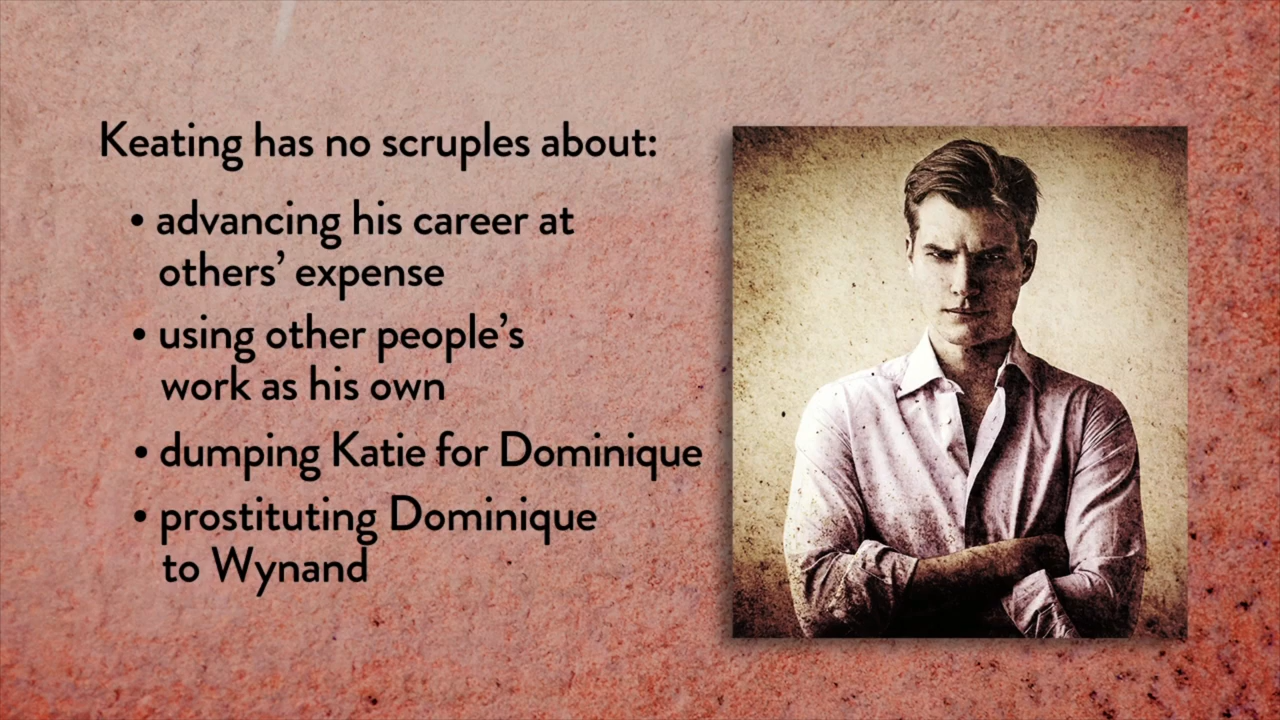 Keating has no scruples about:
• advancing his career at
others’ expense
• using other people’s
work as his own
• dumping Katie for Dominique
• prostituting Dominique
to Wynand